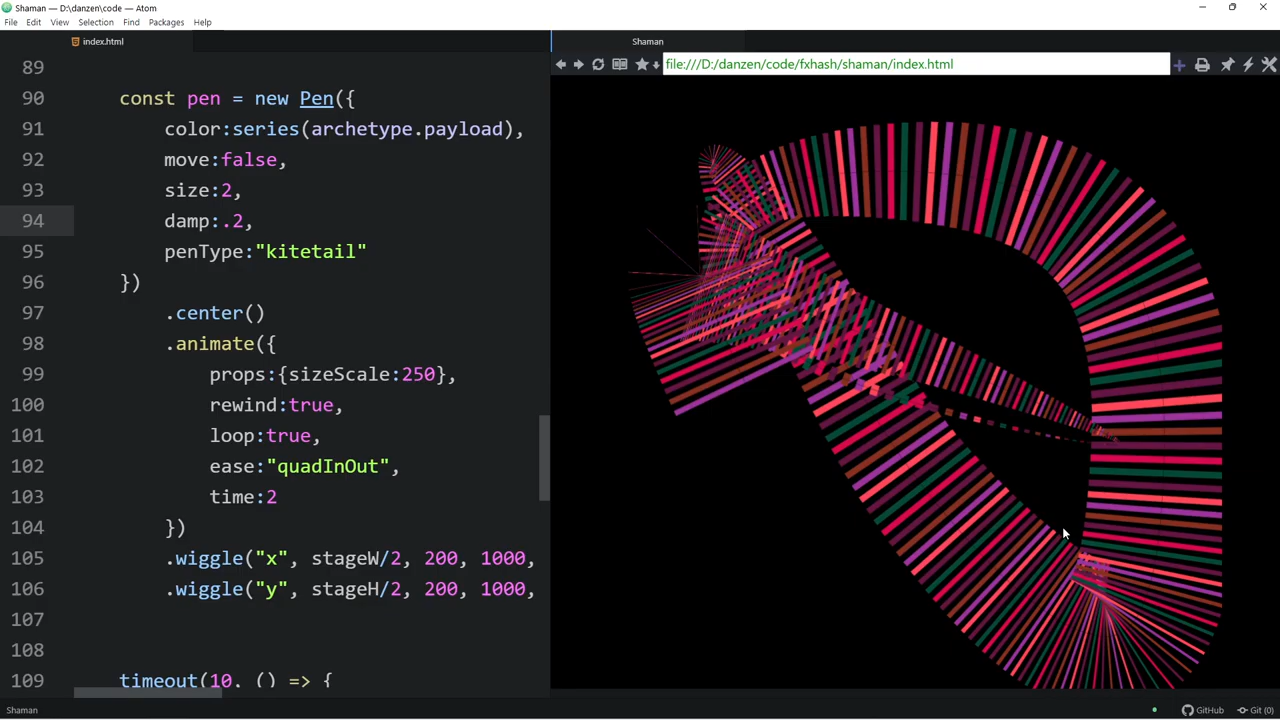 Shaman — D:\danzen\code — Atom
File Edit View Selection Find Packages Help
index.html
Shaman
file:///D:/danzen/code/fxhash/shaman/index.html
89
90 const pen = new Pen({
91 color:series(archetype.payload),
92 move:false,
93 size:2,
94 damp:.2,
95 penType:"kitetail"
96 })
97 .center()
98 .animate({
99 props:{sizeScale:250},
100 rewind:true,
101 loop:true,
102 ease:"quadInOut",
103 time:2
104 })
105 .wiggle("x", stageW/2, 200, 1000,
106 .wiggle("y", stageH/2, 200, 1000,
107
108
109 timeout(10, () => {
Shaman
GitHub Git (0)